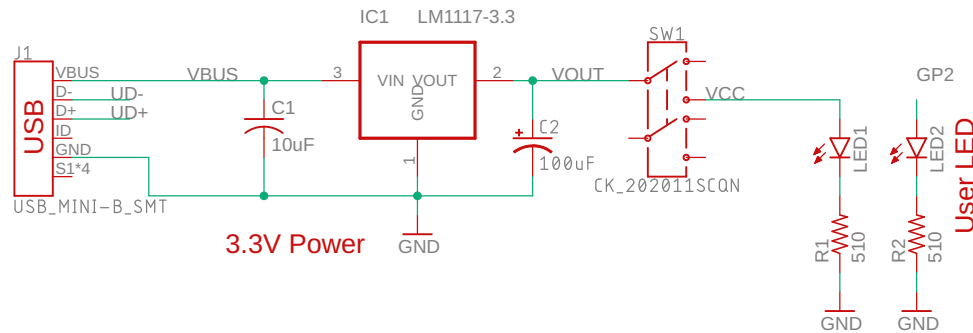 IC1 LM1117-3.3
J1
USB
VBUS
D-
D+
ID
GND
S1*4
USB_MINI-B_SMT
VBUS
UD-
UD+
C1
10uF
3
VIN VOUT
GND
2
1
VOUT
C2
100uF
GND
3.3V Power
SW1
CK_202011SCQN
VCC
LED1
R1
510
GND
GP2
LED2
User LED
R2
510
GND